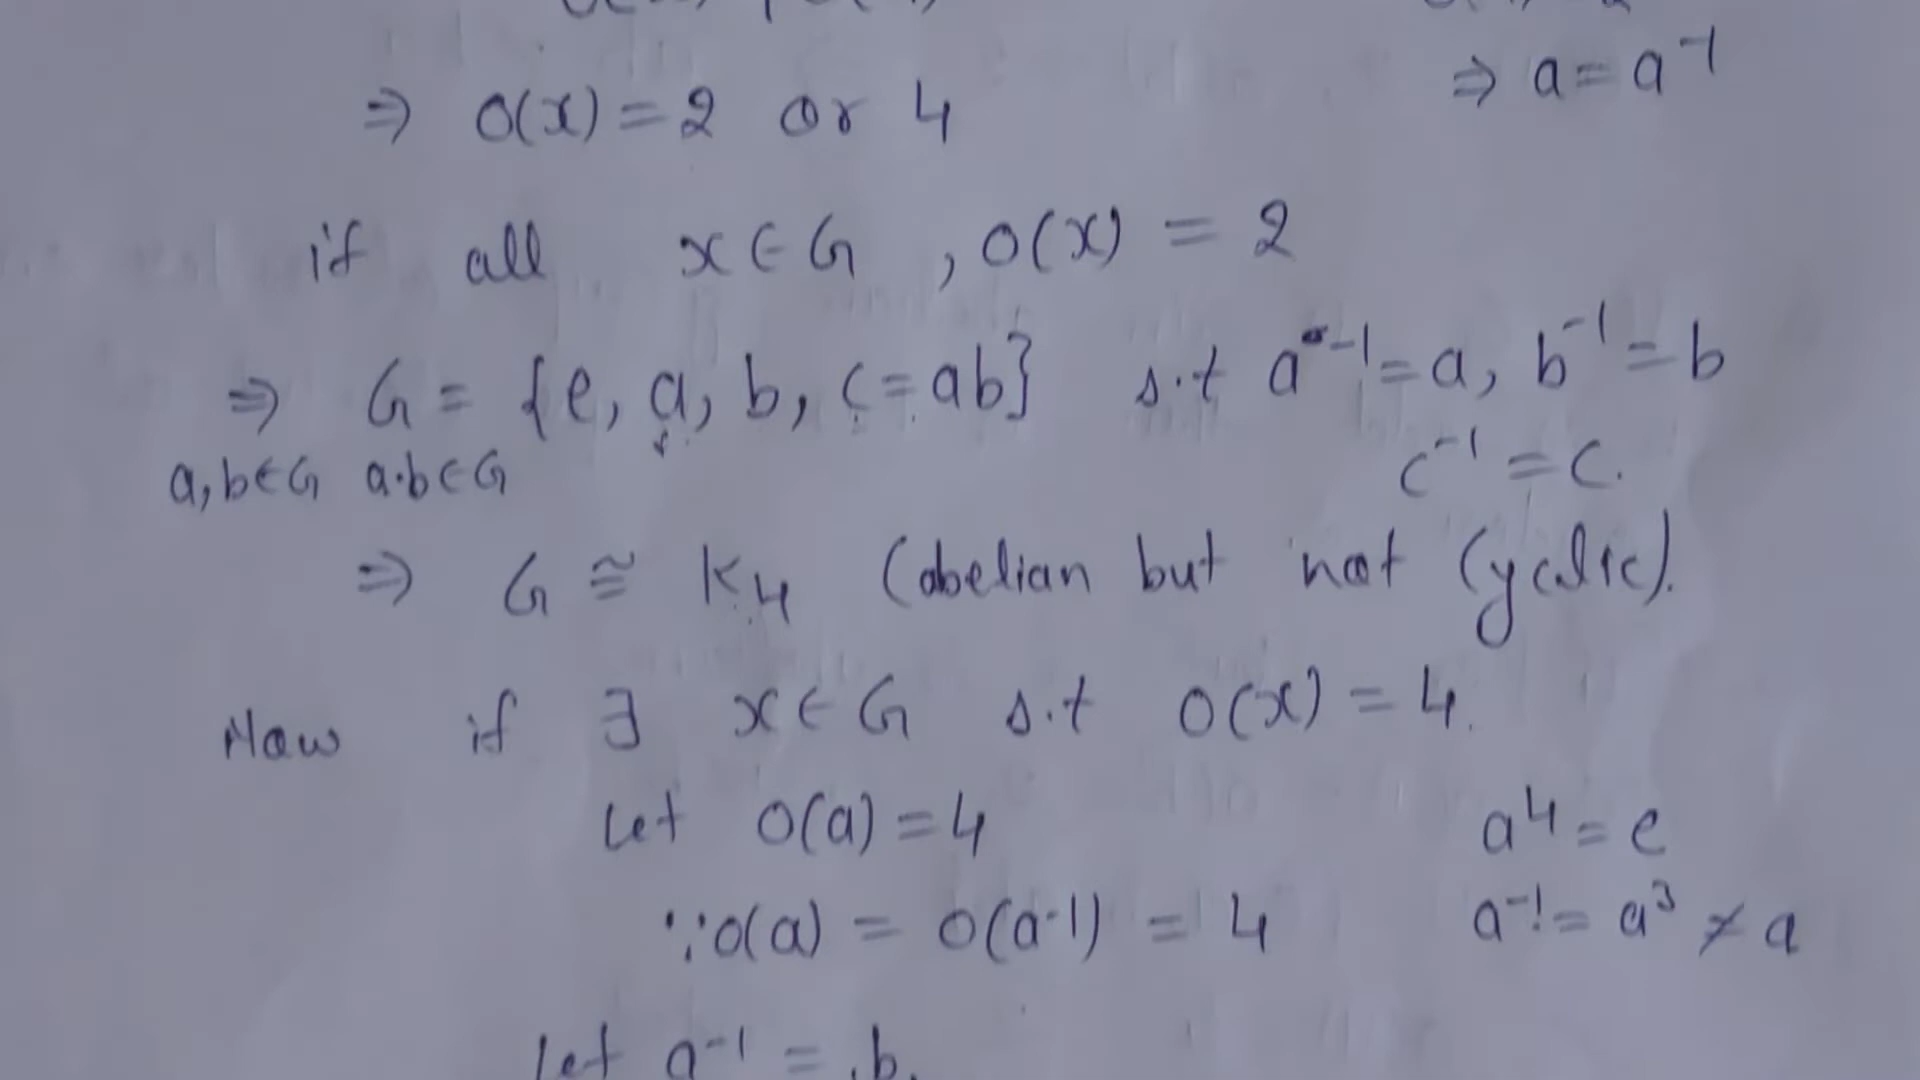 ⇒ a = a⁻¹
⇒ O(x) = 2 or 4
if all x ∈ G , O(x) = 2
⇒ G = {e, a, b, c = ab} s.t a⁻¹ = a, b⁻¹ = b
a, b ∈ G a·b ∈ G c⁻¹ = c.
⇒ G ≅ K₄ (abelian but not cyclic).
Now if ∃ x ∈ G s.t O(x) = 4.
Let O(a) = 4 a⁴ = e
∵ O(a) = O(a⁻¹) = 4 a⁻¹ = a³ ≠ a
Let a⁻¹ = b.